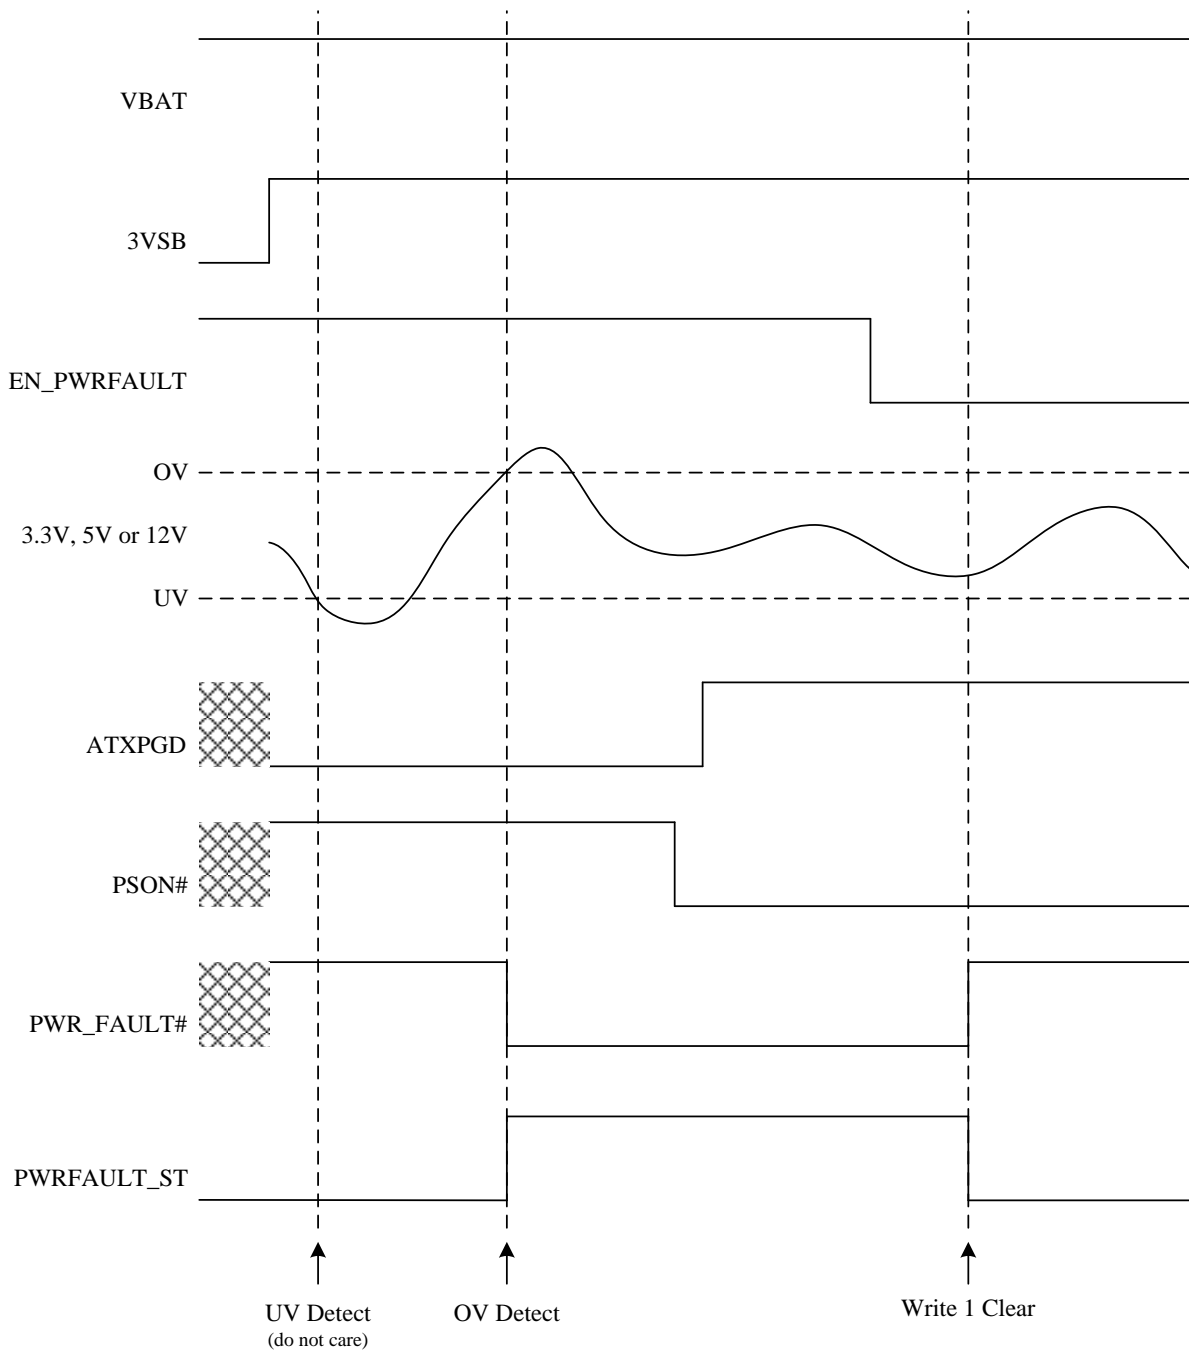 VBAT
3VSB
EN_PWRFAULT
OV
3.3V, 5V or 12V
UV
ATXPGD
PSON#
PWR_FAULT#
PWRFAULT_ST
UV Detect
(do not care)
OV Detect
Write 1 Clear